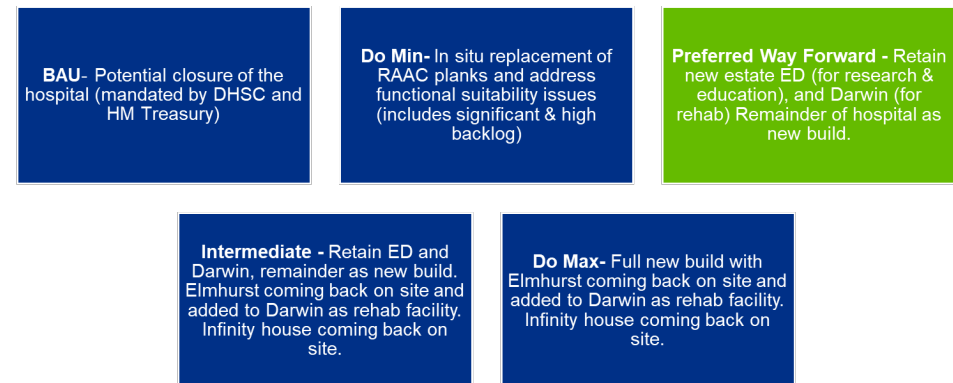 BAU- Potential closure of the
hospital (mandated by DHSC and
HM Treasury)
Do Min- In situ replacement of
RAAC planks and address
functional suitability issues
(includes significant & high
backlog)
Preferred Way Forward - Retain
new estate ED (for research &
education), and Darwin (for
rehab) Remainder of hospital as
new build.
Intermediate - Retain ED and
Darwin, remainder as new build.
Elmhurst coming back on site and
added to Darwin as rehab facility.
Infinity house coming back on
site.
Do Max- Full new build with
Elmhurst coming back on site and
added to Darwin as rehab facility.
Infinity house coming back on
site.